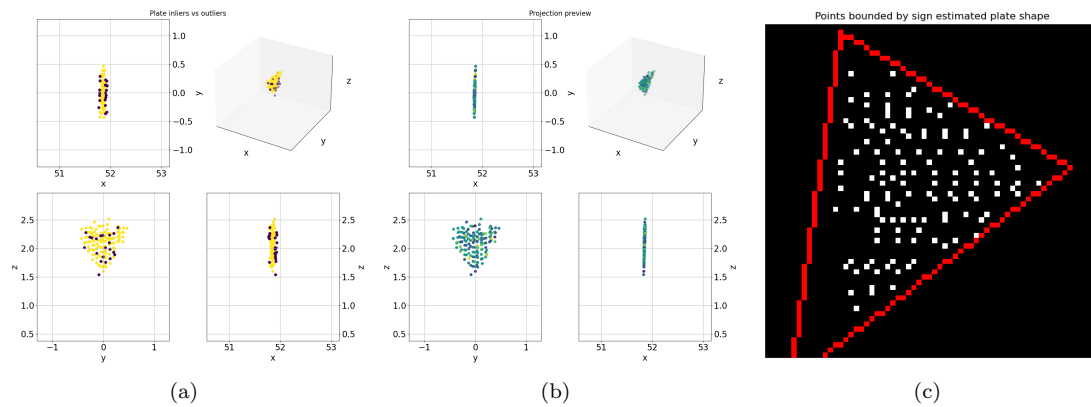 Plate inliers vs outliers
1.0
0.5
0.0
−0.5
−1.0
y
51 52 53
x
z
y
x
2.5
2.0
1.5
1.0
0.5
z
−1 0 1
y
2.5
2.0
1.5
1.0
0.5
z
51 52 53
x
(a)
Projection preview
1.0
0.5
0.0
−0.5
−1.0
y
51 52 53
x
z
y
x
2.5
2.0
1.5
1.0
0.5
z
−1 0 1
y
2.5
2.0
1.5
1.0
0.5
z
51 52 53
x
(b)
Points bounded by sign estimated plate shape
(c)